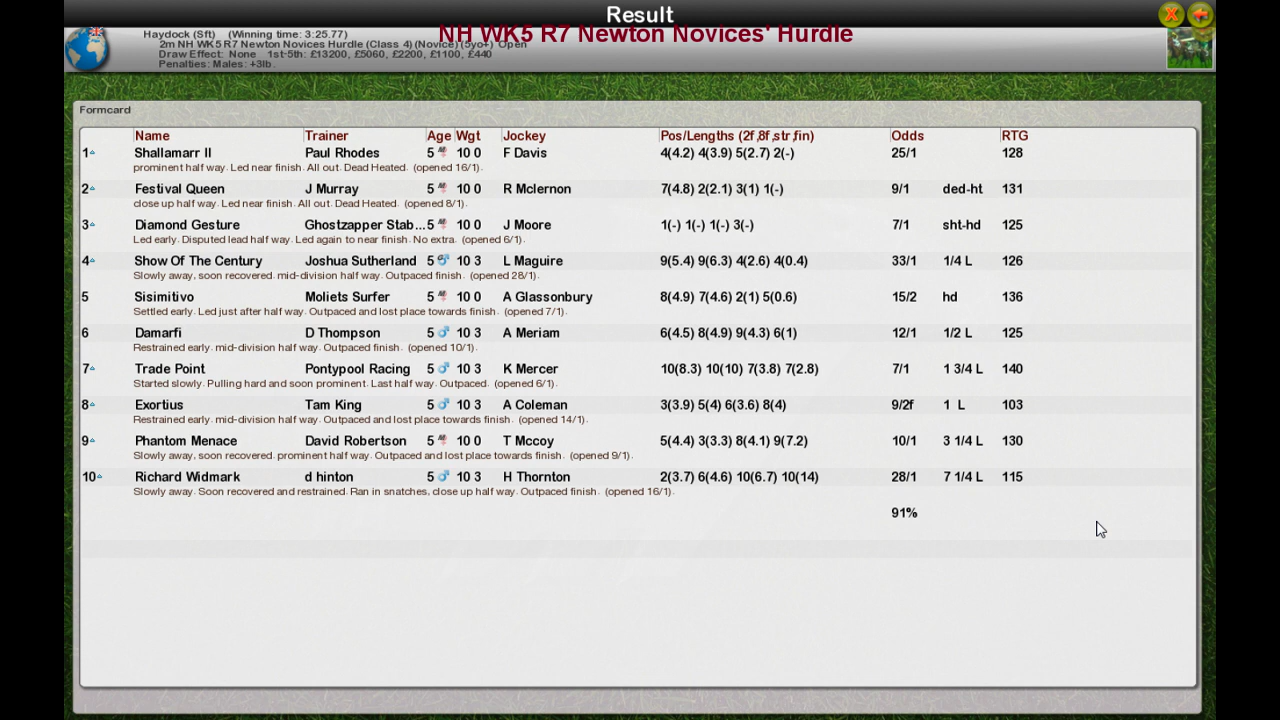 Result
NH WK5 R7 Newton Novices' Hurdle
Haydock (Sft) (Winning time: 3:25.77)
2m NH WK5 R7 Newton Novices Hurdle (Class 4) (Novice) (5yo+) Open
Draw Effect: None 1st-5th: £13200, £5060, £2200, £1100, £440
Penalties: Males: +3lb.
Formcard
Name Trainer Age Wgt Jockey Pos/Lengths (2f,8f,str,fin) Odds RTG
1 Shallamarr II Paul Rhodes 5 10 0 F Davis 4(4.2) 4(3.9) 5(2.7) 2(-) 25/1 128
prominent half way. Led near finish. All out. Dead Heated. (opened 16/1).
2 Festival Queen J Murray 5 10 0 R Mclernon 7(4.8) 2(2.1) 3(1) 1(-) 9/1 ded-ht 131
close up half way. Led near finish. All out. Dead Heated. (opened 8/1).
3 Diamond Gesture Ghostzapper Stab... 5 10 0 J Moore 1(-) 1(-) 1(-) 3(-) 7/1 sht-hd 125
Led early. Disputed lead half way. Led again to near finish. No extra. (opened 6/1).
4 Show Of The Century Joshua Sutherland 5 10 3 L Maguire 9(5.4) 9(6.3) 4(2.6) 4(0.4) 33/1 1/4 L 126
Slowly away, soon recovered. mid-division half way. Outpaced finish. (opened 28/1).
5 Sisimitivo Moliets Surfer 5 10 0 A Glassonbury 8(4.9) 7(4.6) 2(1) 5(0.6) 15/2 hd 136
Settled early. Led just after half way. Outpaced and lost place towards finish. (opened 7/1).
6 Damarfi D Thompson 5 10 3 A Meriam 6(4.5) 8(4.9) 9(4.3) 6(1) 12/1 1/2 L 125
Restrained early. mid-division half way. Outpaced finish. (opened 10/1).
7 Trade Point Pontypool Racing 5 10 3 K Mercer 10(8.3) 10(10) 7(3.8) 7(2.8) 7/1 1 3/4 L 140
Started slowly. Pulling hard and soon prominent. Last half way. Outpaced. (opened 6/1).
8 Exortius Tam King 5 10 3 A Coleman 3(3.9) 5(4) 6(3.6) 8(4) 9/2f 1 L 103
Restrained early. mid-division half way. Outpaced and lost place towards finish. (opened 14/1).
9 Phantom Menace David Robertson 5 10 0 T Mccoy 5(4.4) 3(3.3) 8(4.1) 9(7.2) 10/1 3 1/4 L 130
Slowly away, soon recovered. prominent half way. Outpaced and lost place towards finish. (opened 9/1).
10 Richard Widmark d hinton 5 10 3 H Thornton 2(3.7) 6(4.6) 10(6.7) 10(14) 28/1 7 1/4 L 115
Slowly away. Soon recovered and restrained. Ran in snatches, close up half way. Outpaced finish. (opened 16/1).
91%